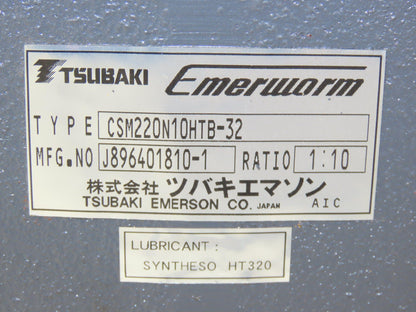 TSUBAKI Emerworm
TYPE CSM220N10HTB-32
MFG.NO J896401810-1 RATIO 1:10
株式会社 ツバキエマソン
TSUBAKI EMERSON CO. JAPAN AIC
LUBRICANT :
SYNTHESO HT320